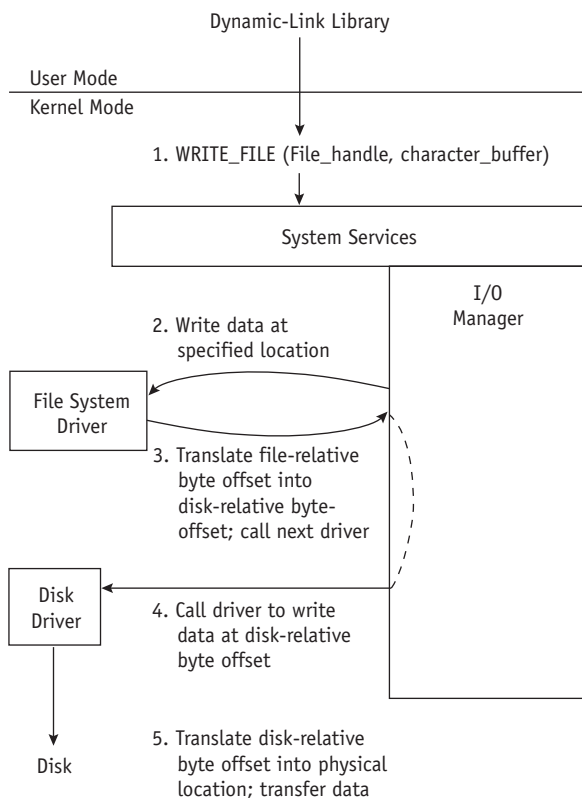 Dynamic-Link Library
User Mode
Kernel Mode
1. WRITE_FILE (File_handle, character_buffer)
System Services
I/O
Manager
2. Write data at
specified location
File System
Driver
3. Translate file-relative
byte offset into
disk-relative byte-
offset; call next driver
Disk
Driver
4. Call driver to write
data at disk-relative
byte offset
5. Translate disk-relative
byte offset into physical
location; transfer data
Disk